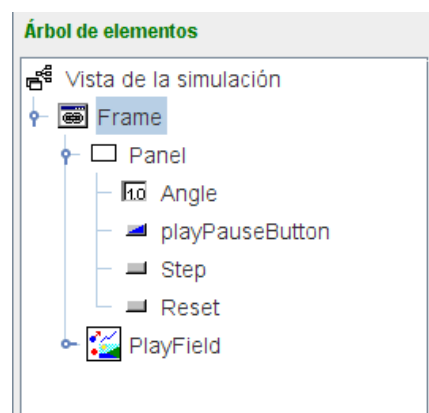 Árbol de elementos
Vista de la simulación
Frame
Panel
1.0 Angle
playPauseButton
Step
Reset
PlayField